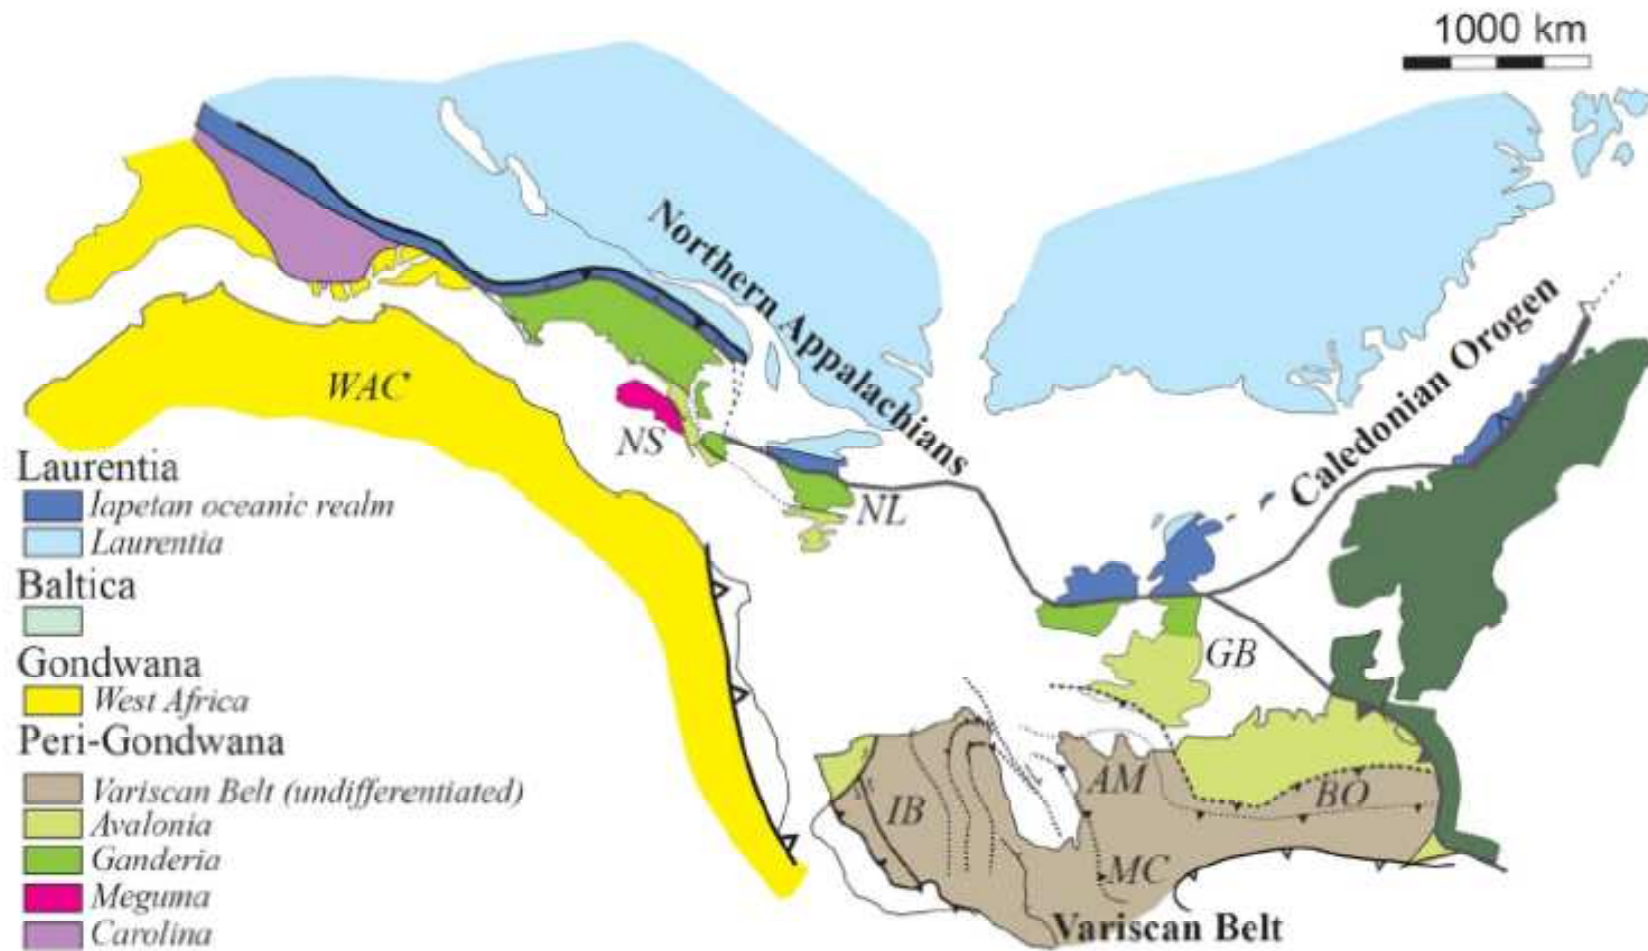 1000 km
Northern Appalachians
Caledonian Orogen
WAC
NS
NL
GB
AM
BO
IB
MC
Variscan Belt
Laurentia
Iapetan oceanic realm
Laurentia
Baltica
Gondwana
West Africa
Peri-Gondwana
Variscan Belt (undifferentiated)
Avalonia
Ganderia
Meguma
Carolina